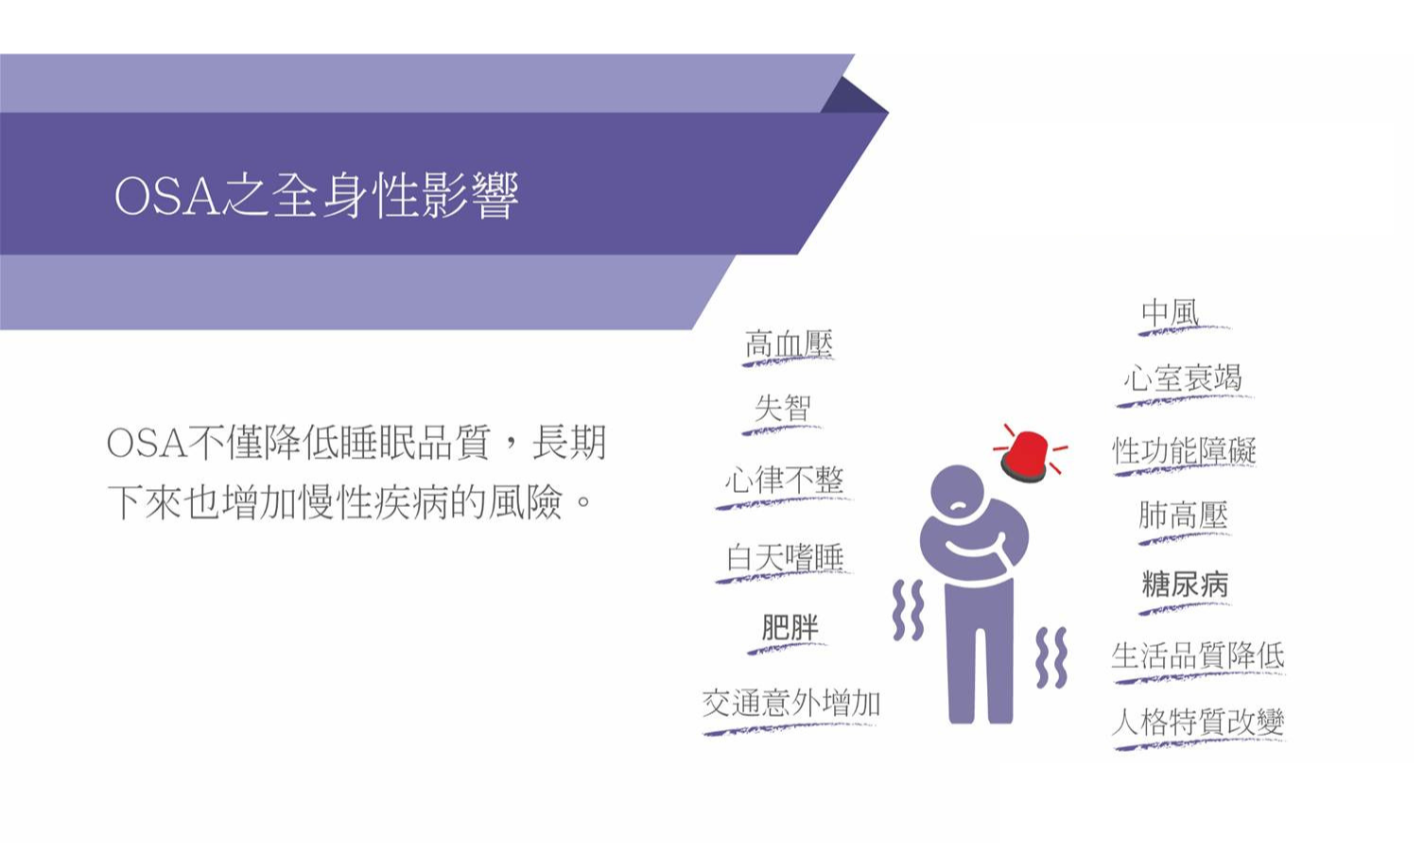 OSA之全身性影響
OSA不僅降低睡眠品質，長期
下來也增加慢性疾病的風險。
高血壓
失智
心律不整
白天嗜睡
肥胖
交通意外增加
中風
心室衰竭
性功能障礙
肺高壓
糖尿病
生活品質降低
人格特質改變